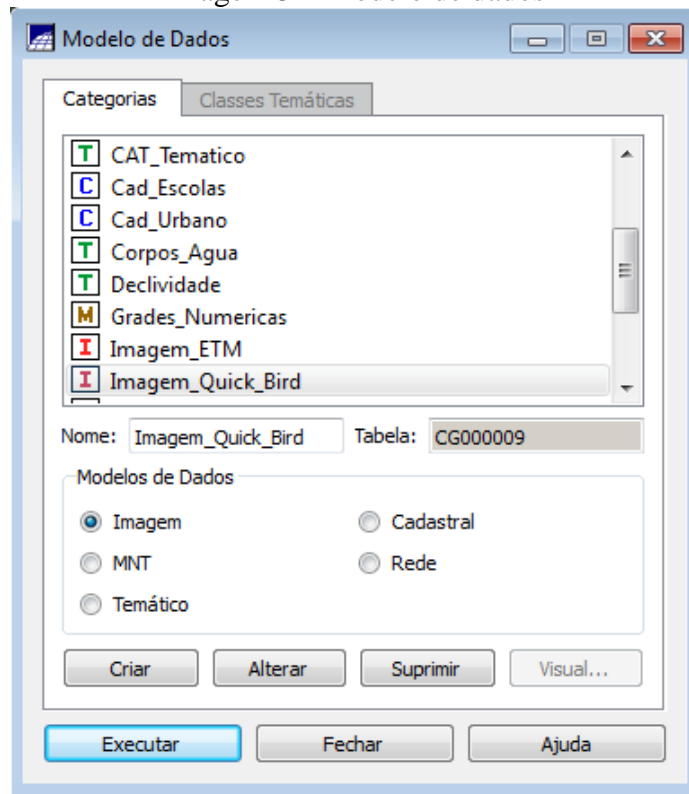 Modelo de Dados
Categorias Classes Temáticas
T CAT_Tematico
C Cad_Escolas
C Cad_Urbano
T Corpos_Agua
T Declividade
M Grades_Numericas
I Imagem_ETM
I Imagem_Quick_Bird
Nome: Imagem_Quick_Bird Tabela: CG000009
Modelos de Dados
Imagem Cadastral
MNT Rede
Temático
Criar Alterar Suprimir Visual...
Executar Fechar Ajuda